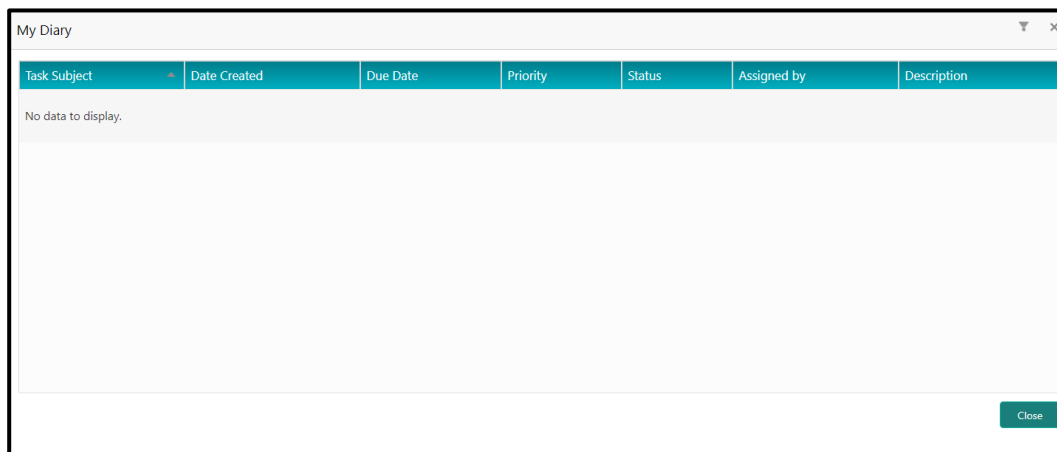 My Diary
Task Subject Date Created Due Date Priority Status Assigned by Description
No data to display.
Close